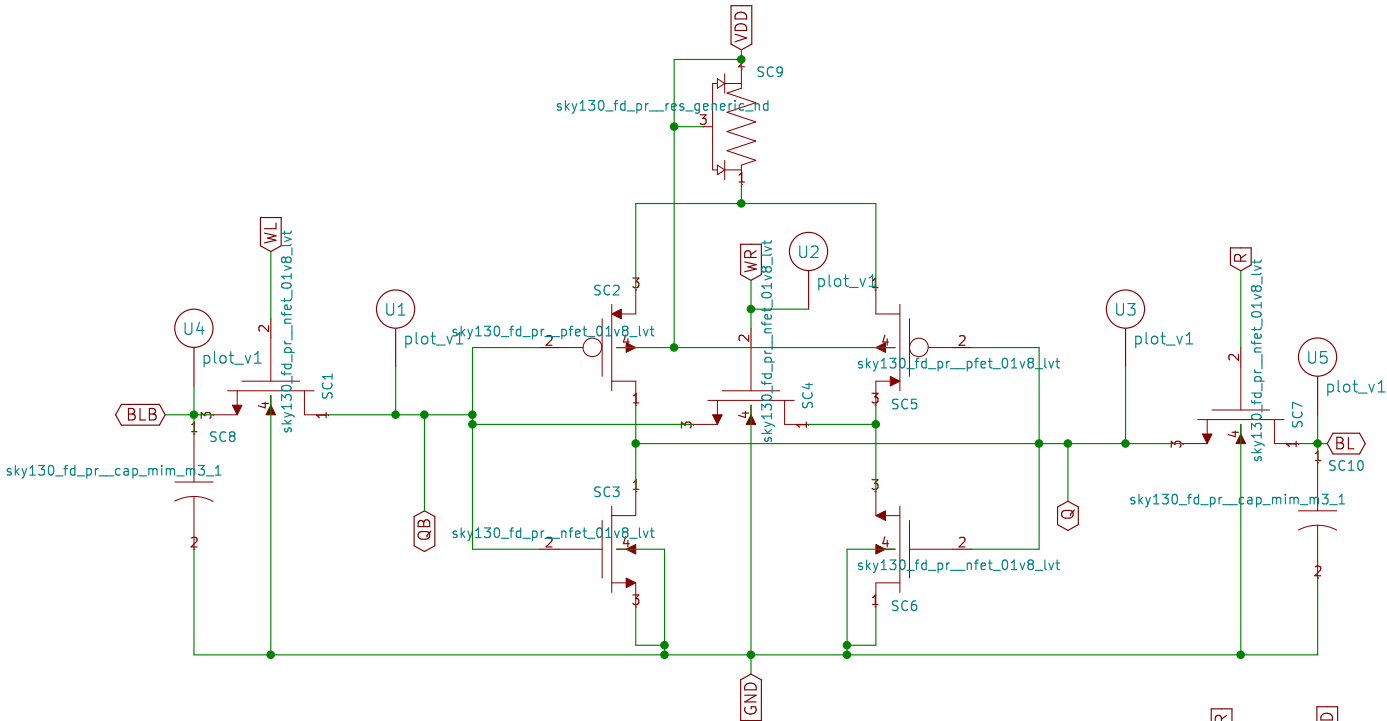 VDD
2
SC9
sky130_fd_pr__res_generic_nd
3
1
WL
sky130_fd_pr__nfet_01v8_lvt
2
SC1
3
4
1
U4
plot_v1
U1
plot_v1
BLB
1
SC8
sky130_fd_pr__cap_mim_m3_1
2
QB
SC2
3
sky130_fd_pr__pfet_01v8_lvt
2
4
1
WR
U2
plot_v1
sky130_fd_pr__nfet_01v8_lvt
2
SC4
3
4
1
1
4
2
sky130_fd_pr__pfet_01v8_lvt
3
SC5
SC3
1
sky130_fd_pr__nfet_01v8_lvt
2
4
3
3
4
2
sky130_fd_pr__nfet_01v8_lvt
1
SC6
U3
plot_v1
Q
R
sky130_fd_pr__nfet_01v8_lvt
2
SC7
3
4
1
U5
plot_v1
BL
1
SC10
sky130_fd_pr__cap_mim_m3_1
2
GND
R
D